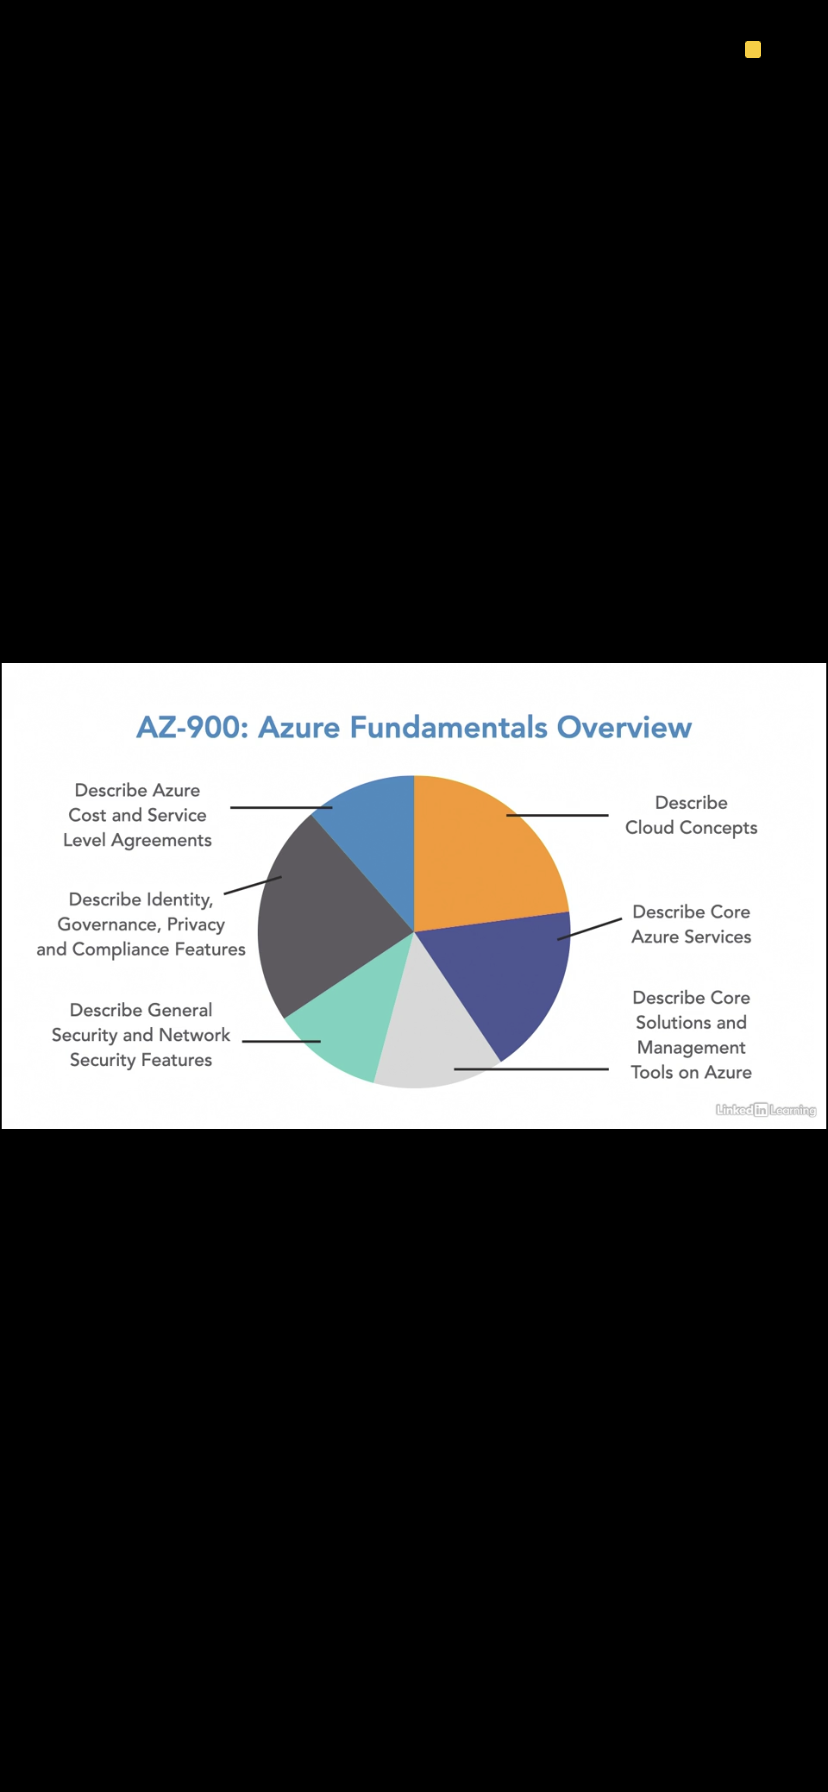 AZ-900: Azure Fundamentals Overview
Describe Azure
Cost and Service
Level Agreements
Describe Identity,
Governance, Privacy
and Compliance Features
Describe General
Security and Network
Security Features
Describe
Cloud Concepts
Describe Core
Azure Services
Describe Core
Solutions and
Management
Tools on Azure
Linked in Learning